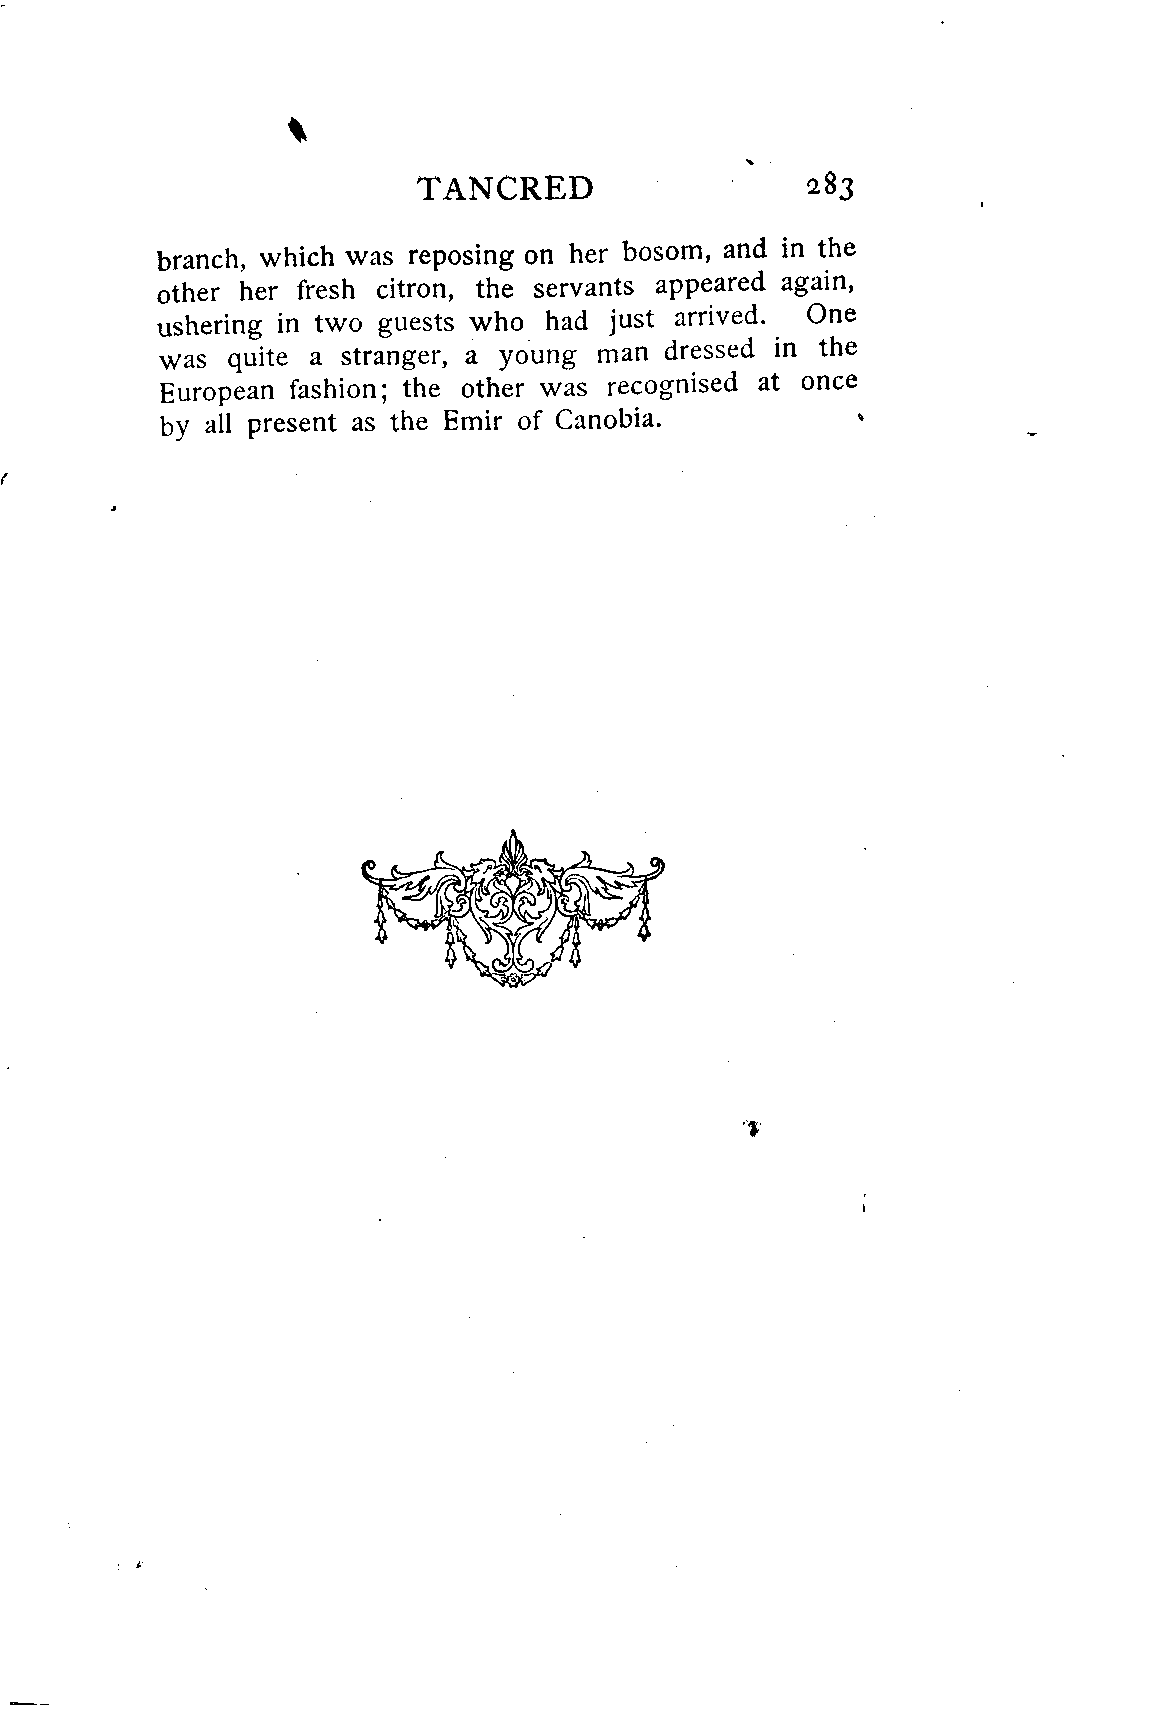 TANCRED 283
branch, which was reposing on her bosom, and in the
other her fresh citron, the servants appeared again,
ushering in two guests who had just arrived. One
was quite a stranger, a young man dressed in the
European fashion; the other was recognised at once
by all present as the Emir of Canobia.